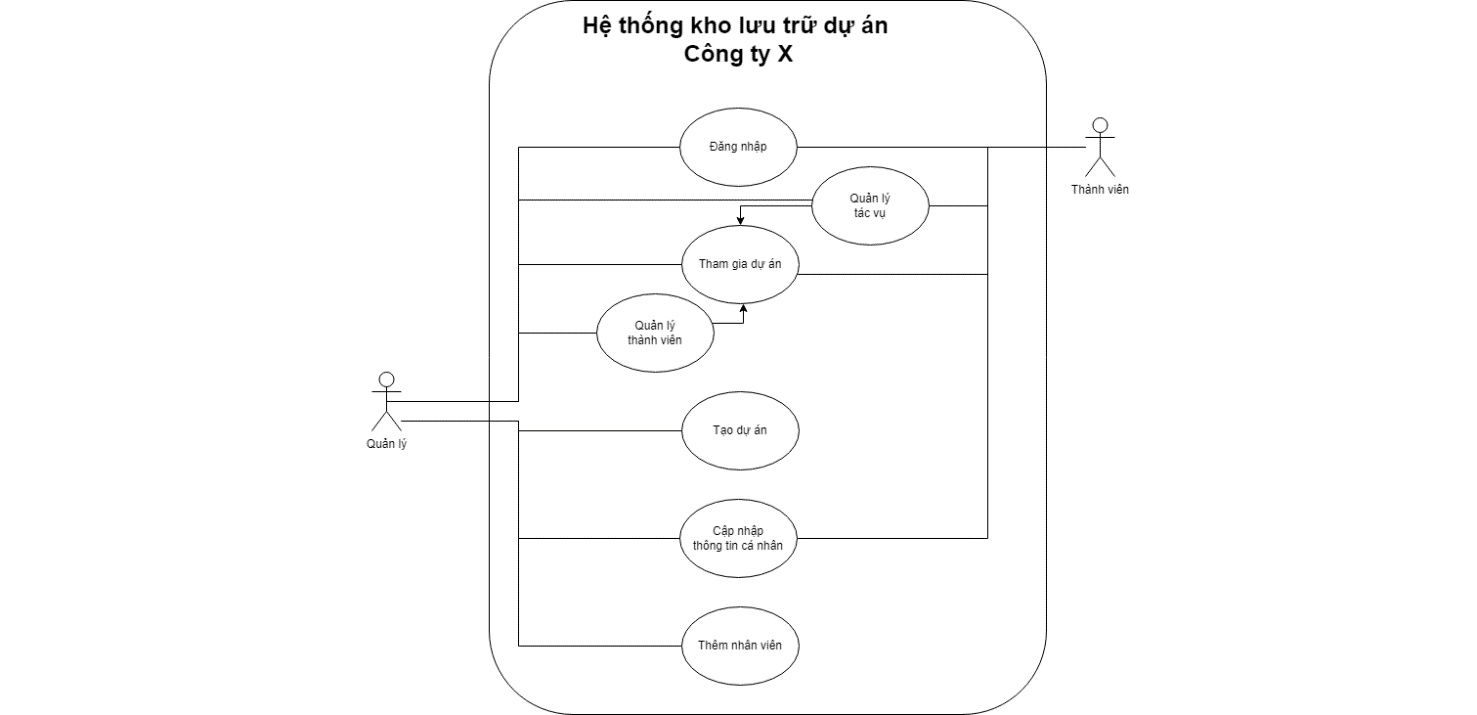 Hệ thống kho lưu trữ dự án
Công ty X
Đăng nhập
Thành viên
Quản lý
tác vụ
Tham gia dự án
Quản lý
thành viên
Quản lý
Tạo dự án
Cập nhập
thông tin cá nhân
Thêm nhân viên